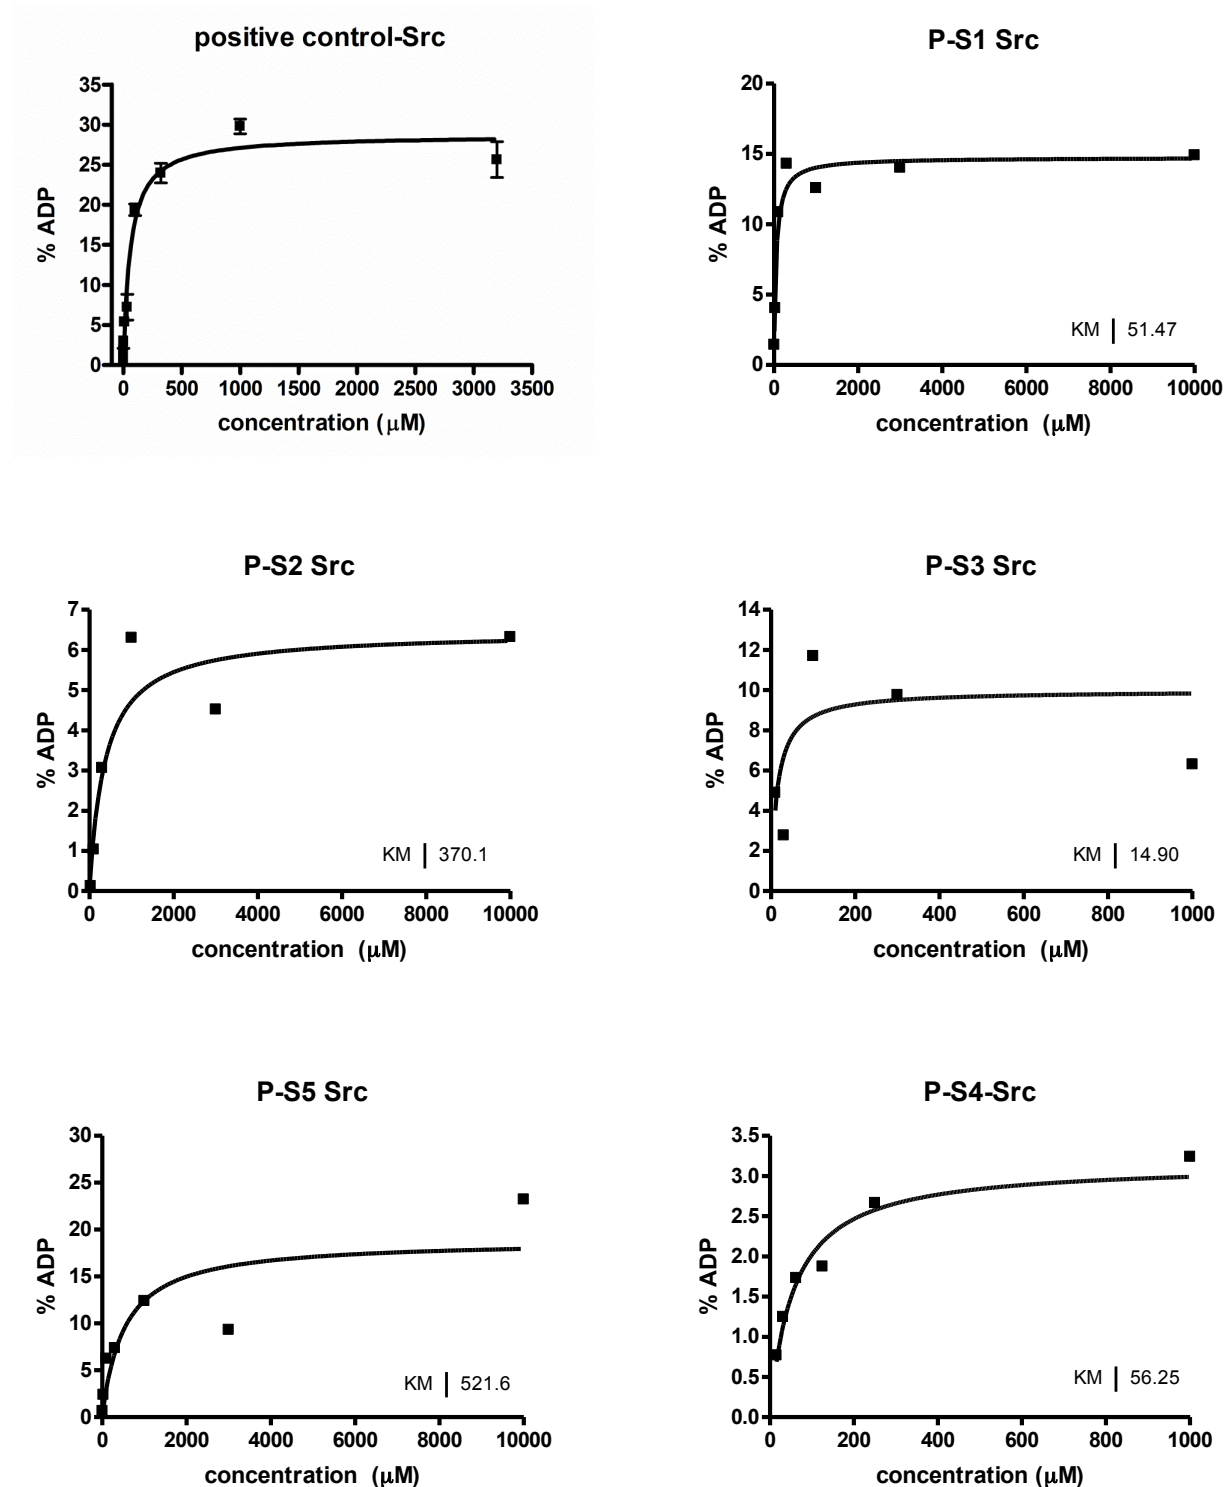 positive control-Src
35
30
25
20
15
10
5
0
% ADP
0 500 1000 1500 2000 2500 3000 3500
concentration (μM)
P-S1 Src
20
15
10
5
0
% ADP
KM | 51.47
0 2000 4000 6000 8000 10000
concentration (μM)
P-S2 Src
7
6
5
4
3
2
1
0
% ADP
KM | 370.1
0 2000 4000 6000 8000 10000
concentration (μM)
P-S3 Src
14
12
10
8
6
4
2
0
% ADP
KM | 14.90
0 200 400 600 800 1000
concentration (μM)
P-S5 Src
30
25
20
15
10
5
0
% ADP
KM | 521.6
0 2000 4000 6000 8000 10000
concentration (μM)
P-S4-Src
3.5
3.0
2.5
2.0
1.5
1.0
0.5
0.0
% ADP
KM | 56.25
0 200 400 600 800 1000
concentration (μM)